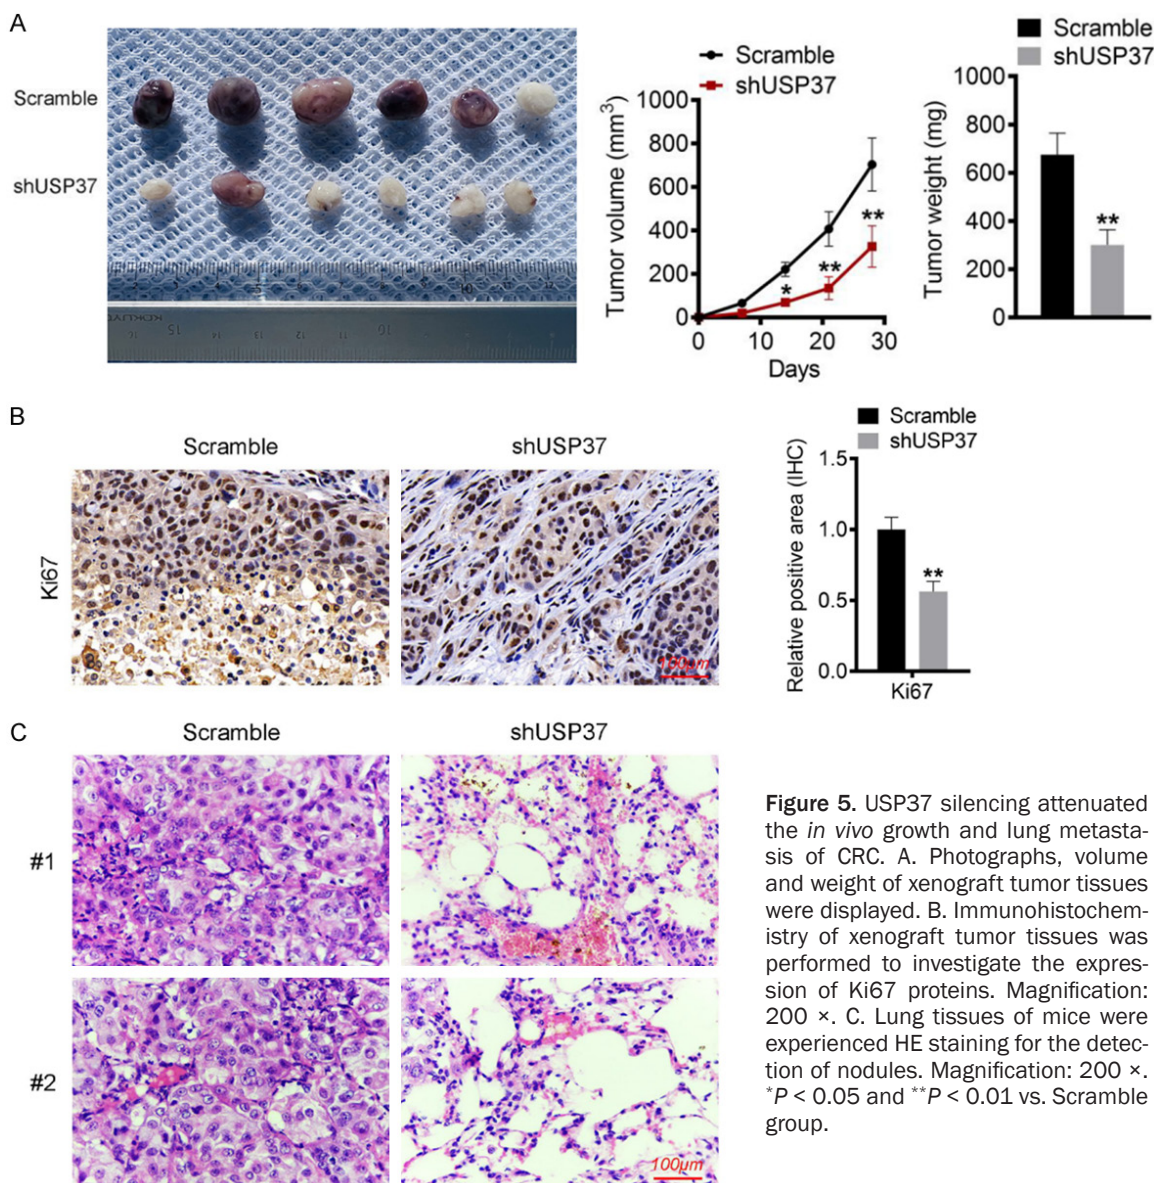 A
Scramble
shUSP37
Scramble
shUSP37
Tumor volume (mm³)
1000
800
600
400
200
0
*
**
**
0
10
20
30
Days
Scramble
shUSP37
Tumor weight (mg)
1000
800
600
400
200
0
**
B
Scramble
shUSP37
Ki67
100μm
Scramble
shUSP37
Relative positive area (IHC)
1.5
1.0
0.5
0.0
**
Ki67
C
Scramble
shUSP37
#1
#2
100μm
Figure 5. USP37 silencing attenuated
the in vivo growth and lung metasta-
sis of CRC. A. Photographs, volume
and weight of xenograft tumor tissues
were displayed. B. Immunohistochem-
istry of xenograft tumor tissues was
performed to investigate the expres-
sion of Ki67 proteins. Magnification:
200 ×. C. Lung tissues of mice were
experienced HE staining for the detec-
tion of nodules. Magnification: 200 ×.
*P < 0.05 and **P < 0.01 vs. Scramble
group.